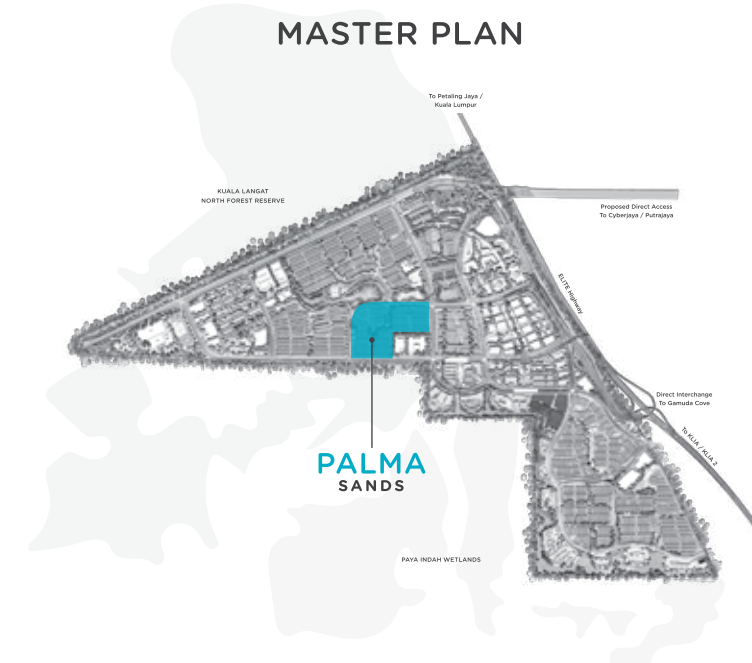 MASTER PLAN
To Petaling Jaya /
Kuala Lumpur
KUALA LANGAT
NORTH FOREST RESERVE
Proposed Direct Access
To Cyberjaya / Putrajaya
ELITE Highway
Direct Interchange
To Gamuda Cove
To KLIA / KLIA 2
PALMA
SANDS
PAYA INDAH WETLANDS